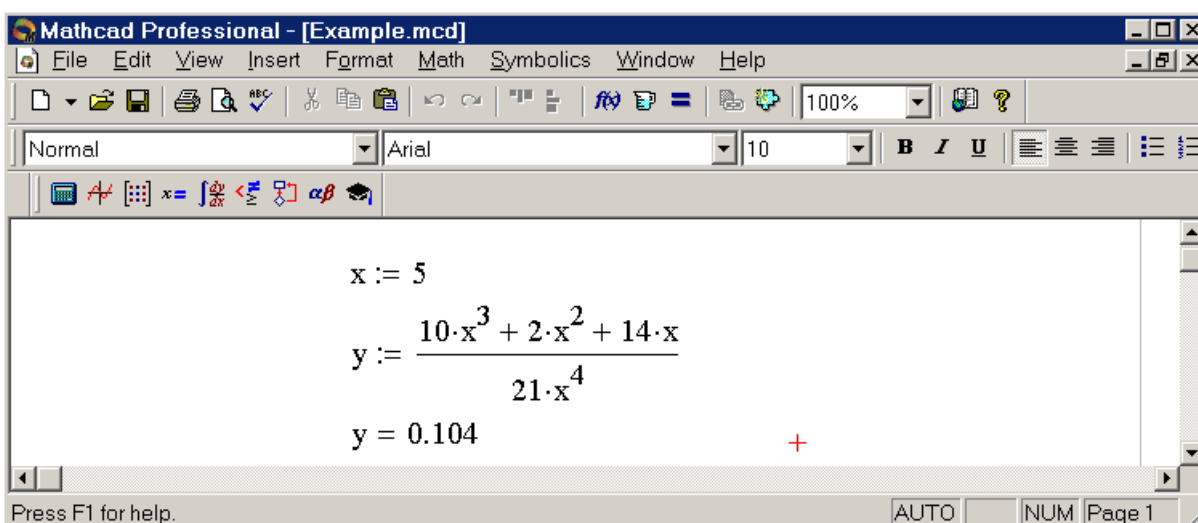 Mathcad Professional - [Example.mcd]
File Edit View Insert Format Math Symbolics Window Help
100%
Normal Arial 10 B I U
x := 5
y := (10·x^3 + 2·x^2 + 14·x) / (21·x^4)
y = 0.104
Press F1 for help. AUTO NUM Page 1